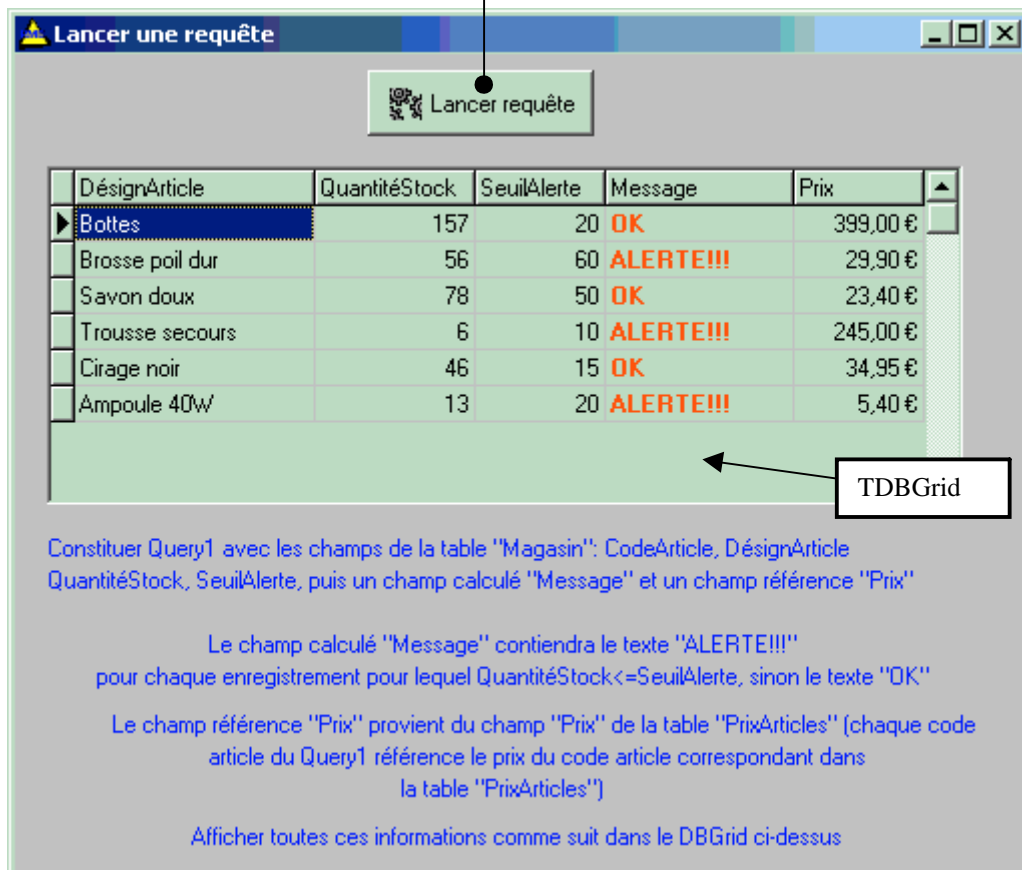 Lancer une requête
Lancer requête
DésignArticle QuantitéStock SeuilAlerte Message Prix
Bottes 157 20 OK 399,00 €
Brosse poil dur 56 60 ALERTE!!! 29,90 €
Savon doux 78 50 OK 23,40 €
Trousse secours 6 10 ALERTE!!! 245,00 €
Cirage noir 46 15 OK 34,95 €
Ampoule 40W 13 20 ALERTE!!! 5,40 €
TDBGrid
Constituer Query1 avec les champs de la table "Magasin": CodeArticle, DésignArticle
QuantitéStock, SeuilAlerte, puis un champ calculé "Message" et un champ référence "Prix"
Le champ calculé "Message" contiendra le texte "ALERTE!!!"
pour chaque enregistrement pour lequel QuantitéStock<=SeuilAlerte, sinon le texte "OK"
Le champ référence "Prix" provient du champ "Prix" de la table "PrixArticles" (chaque code
article du Query1 référence le prix du code article correspondant dans
la table "PrixArticles")
Afficher toutes ces informations comme suit dans le DBGrid ci-dessus